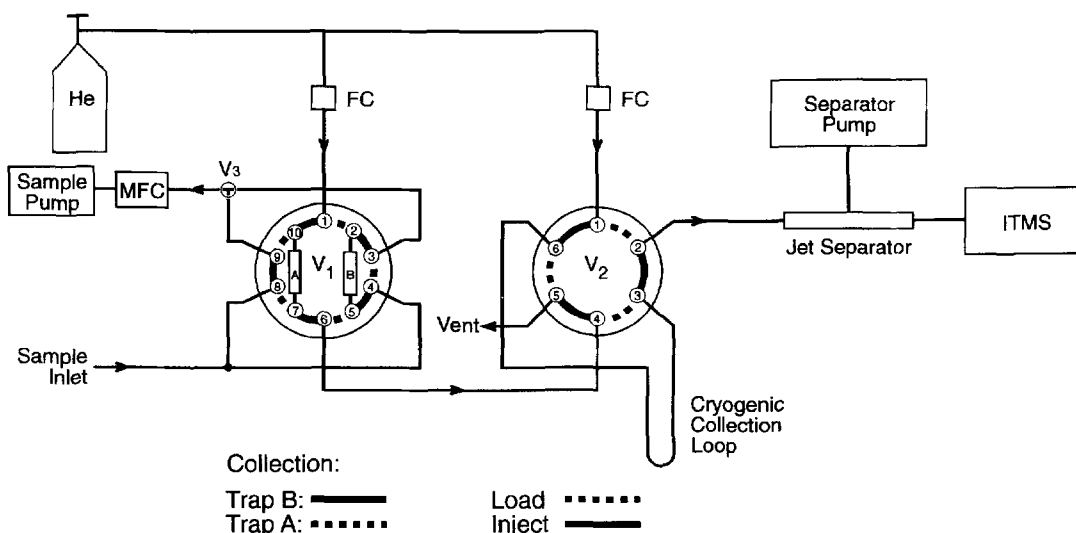 He
FC
FC
Separator
Pump
Sample
Pump
MFC
V3
ITMS
Jet Separator
1
2
3
4
5
6
7
8
9
10
A
B
V1
1
2
3
4
5
6
V2
Vent
Sample
Inlet
Cryogenic
Collection
Loop
Collection:
Trap B:
Trap A:
Load
Inject